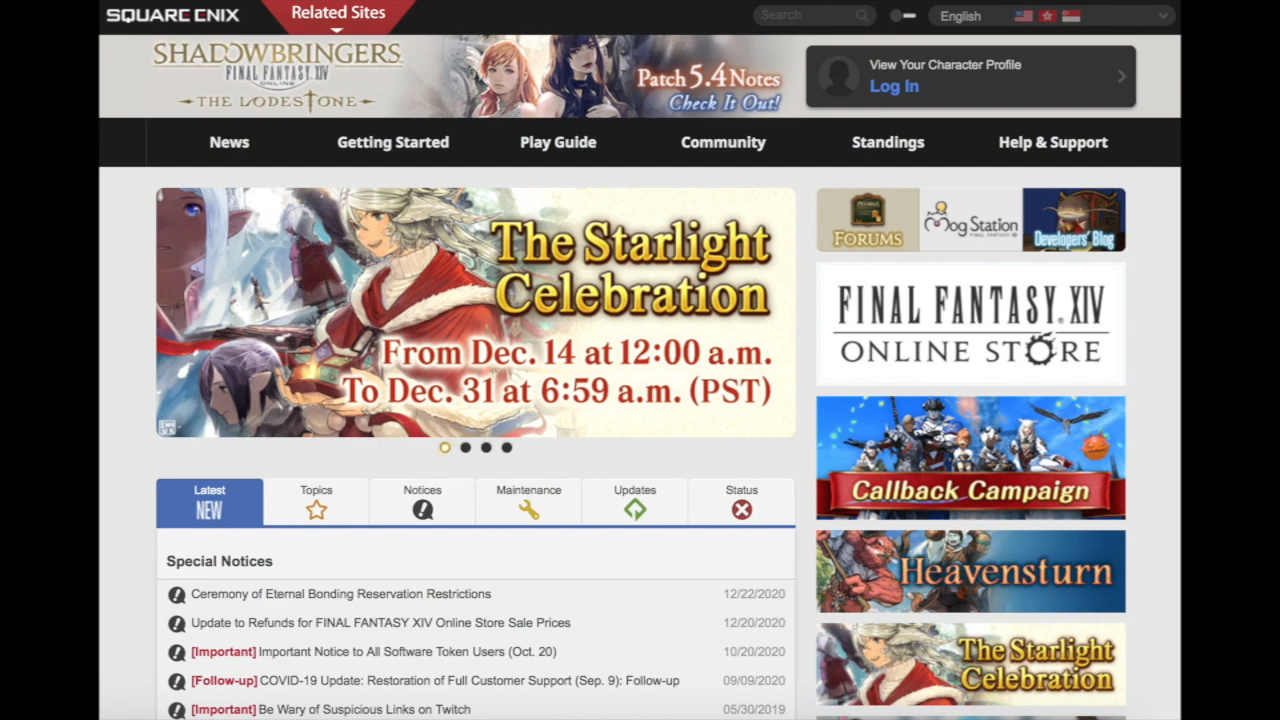 SQUARE ENIX
Related Sites
Search
English
SHADOWBRINGERS
FINAL FANTASY XIV
ONLINE
THE LODESTONE
Patch 5.4 Notes
Check It Out!
View Your Character Profile
Log In
News
Getting Started
Play Guide
Community
Standings
Help & Support
The Starlight
Celebration
From Dec. 14 at 12:00 a.m.
To Dec. 31 at 6:59 a.m. (PST)
FORUMS
Mog Station
FINAL FANTASY XIV
Developers' Blog
FINAL FANTASY XIV
ONLINE STORE
Callback Campaign
Heavensturn
The Starlight
Celebration
Latest
NEW
Topics
Notices
Maintenance
Updates
Status
Special Notices
Ceremony of Eternal Bonding Reservation Restrictions 12/22/2020
Update to Refunds for FINAL FANTASY XIV Online Store Sale Prices 12/20/2020
[Important] Important Notice to All Software Token Users (Oct. 20) 10/20/2020
[Follow-up] COVID-19 Update: Restoration of Full Customer Support (Sep. 9): Follow-up 09/09/2020
[Important] Be Wary of Suspicious Links on Twitch 05/30/2019